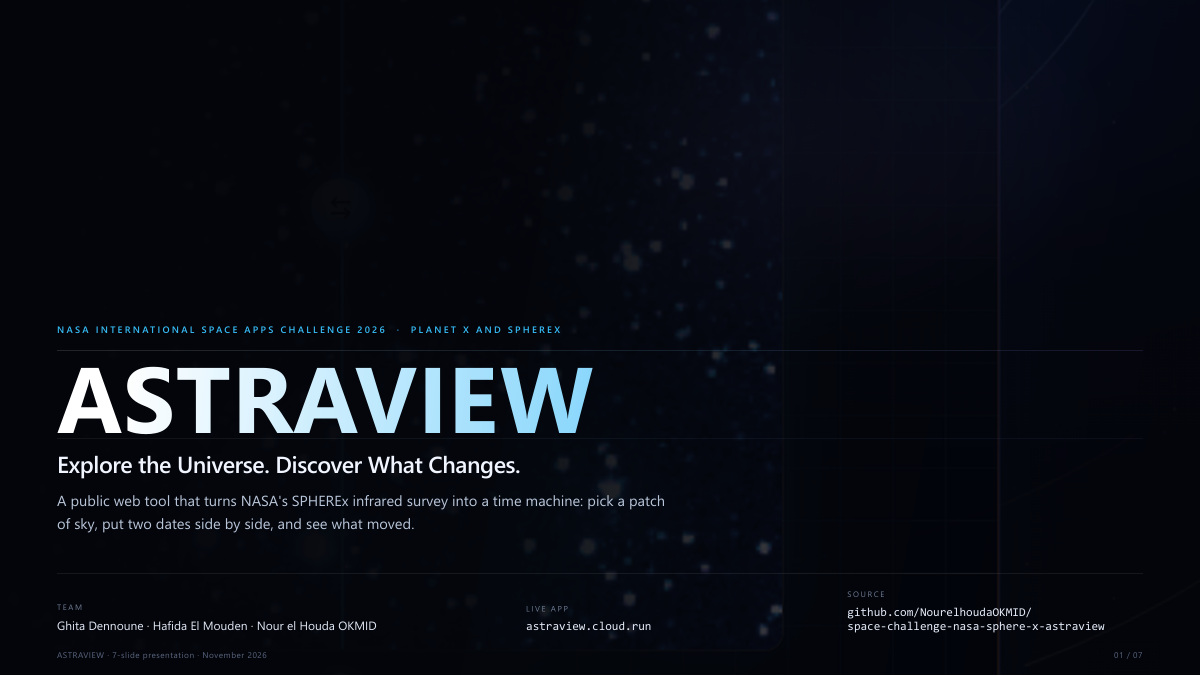 NASA INTERNATIONAL SPACE APPS CHALLENGE 2026 · PLANET X AND SPHEREX
ASTRAVIEW
Explore the Universe. Discover What Changes.
A public web tool that turns NASA's SPHEREx infrared survey into a time machine: pick a patch
of sky, put two dates side by side, and see what moved.
TEAM
Ghita Dennoune · Hafida El Mouden · Nour el Houda OKMID
LIVE APP
astraview.cloud.run
SOURCE
github.com/NourelhoudaOKMID/
space-challenge-nasa-sphere-x-astraview
ASTRAVIEW · 7-slide presentation · November 2026
01 / 07